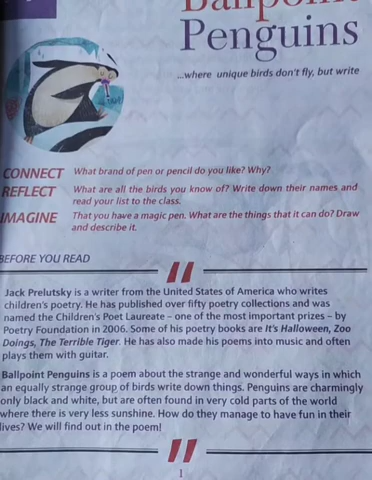 Ballpoint
Penguins
...where unique birds don't fly, but write
CONNECT What brand of pen or pencil do you like? Why?
REFLECT What are all the birds you know of? Write down their names and
read your list to the class.
IMAGINE That you have a magic pen. What are the things that it can do? Draw
and describe it.
BEFORE YOU READ
Jack Prelutsky is a writer from the United States of America who writes
children's poetry. He has published over fifty poetry collections and was
named the Children's Poet Laureate – one of the most important prizes – by
Poetry Foundation in 2006. Some of his poetry books are It's Halloween, Zoo
Doings, The Terrible Tiger. He has also made his poems into music and often
plays them with guitar.
Ballpoint Penguins is a poem about the strange and wonderful ways in which
an equally strange group of birds write down things. Penguins are charmingly
only black and white, but are often found in very cold parts of the world
where there is very less sunshine. How do they manage to have fun in their
lives? We will find out in the poem!
1